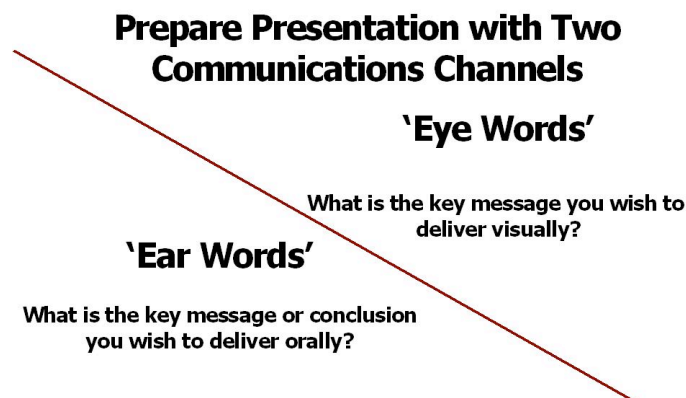 Prepare Presentation with Two
Communications Channels
‘Eye Words’
What is the key message you wish to
deliver visually?
‘Ear Words’
What is the key message or conclusion
you wish to deliver orally?